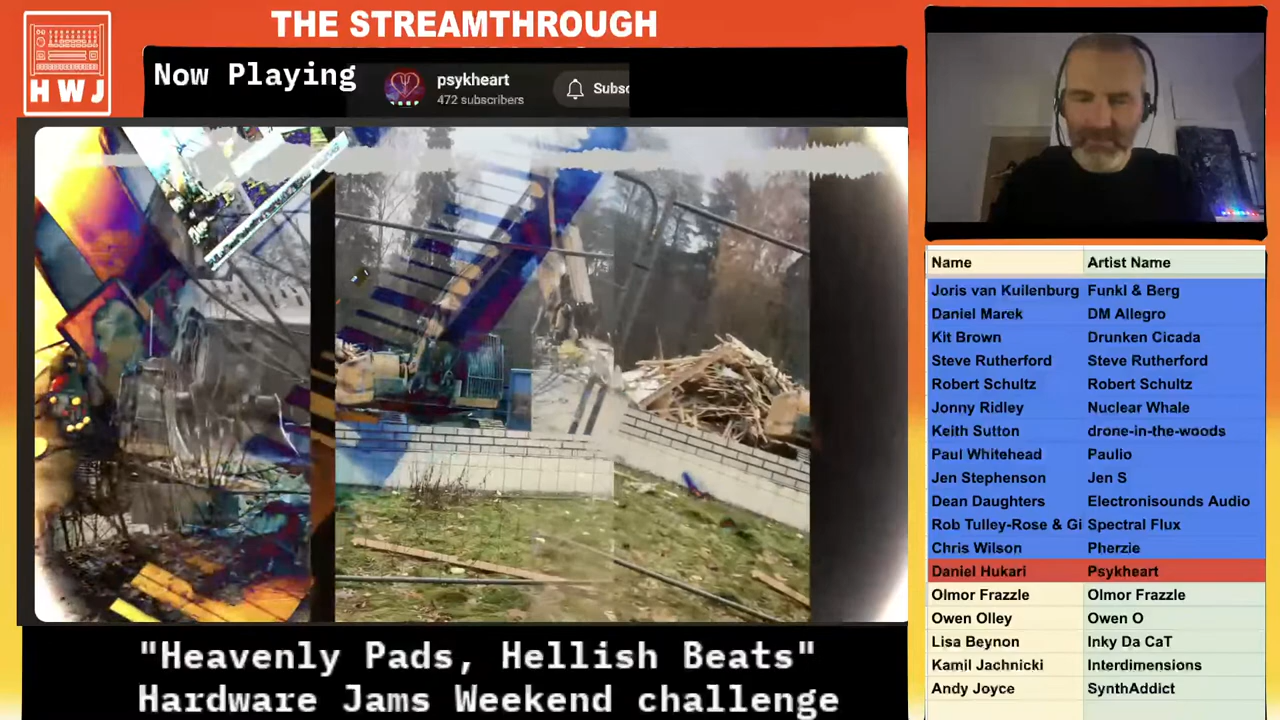 THE STREAMTHROUGH
HWJ
Now Playing
psykheart
472 subscribers
Subsc
Name Artist Name
Joris van Kuilenburg Funkl & Berg
Daniel Marek DM Allegro
Kit Brown Drunken Cicada
Steve Rutherford Steve Rutherford
Robert Schultz Robert Schultz
Jonny Ridley Nuclear Whale
Keith Sutton drone-in-the-woods
Paul Whitehead Paulio
Jen Stephenson Jen S
Dean Daughters Electronisounds Audio
Rob Tulley-Rose & Gi Spectral Flux
Chris Wilson Pherzie
Daniel Hukari Psykheart
Olmor Frazzle Olmor Frazzle
Owen Olley Owen O
Lisa Beynon Inky Da CaT
Kamil Jachnicki Interdimensions
Andy Joyce SynthAddict
"Heavenly Pads, Hellish Beats"
Hardware Jams Weekend challenge